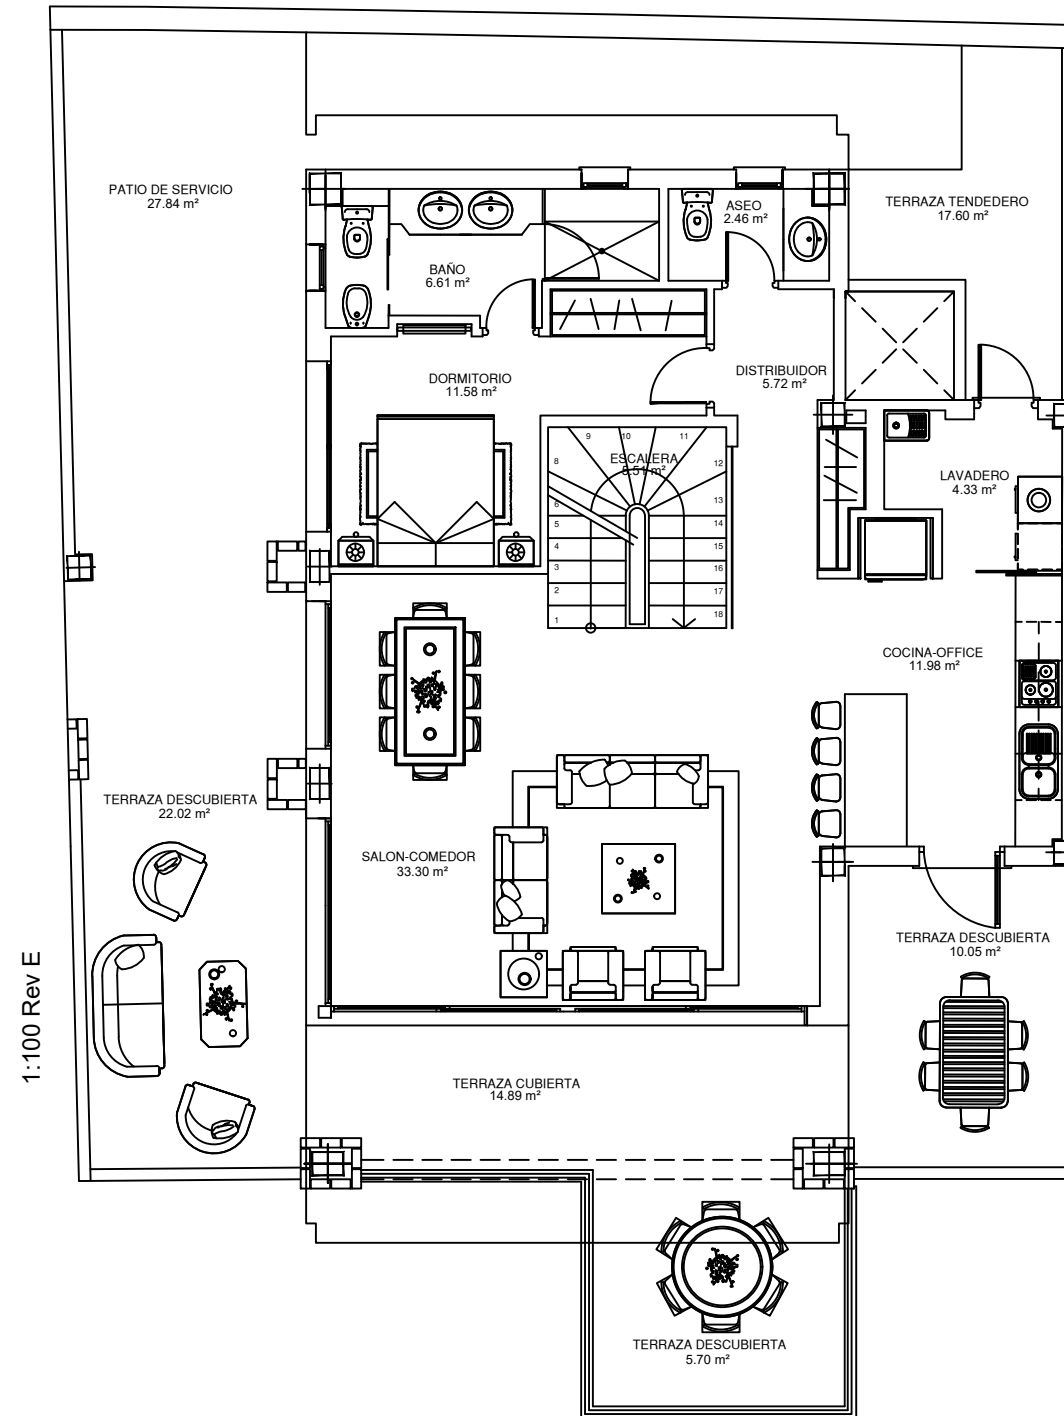 PATIO DE SERVICIO
27.84 m²
ASEO
2.46 m²
TERRAZA TENDEDERO
17.60 m²
BAÑO
6.61 m²
DORMITORIO
11.58 m²
DISTRIBUIDOR
5.72 m²
9
10
11
ESCALERA
5.51 m²
8
12
LAVADERO
4.33 m²
6
13
5
14
4
15
3
16
2
17
1
18
COCINA-OFFICE
11.98 m²
TERRAZA DESCUBIERTA
22.02 m²
SALON-COMEDOR
33.30 m²
TERRAZA DESCUBIERTA
10.05 m²
1:100 Rev E
TERRAZA CUBIERTA
14.89 m²
TERRAZA DESCUBIERTA
5.70 m²